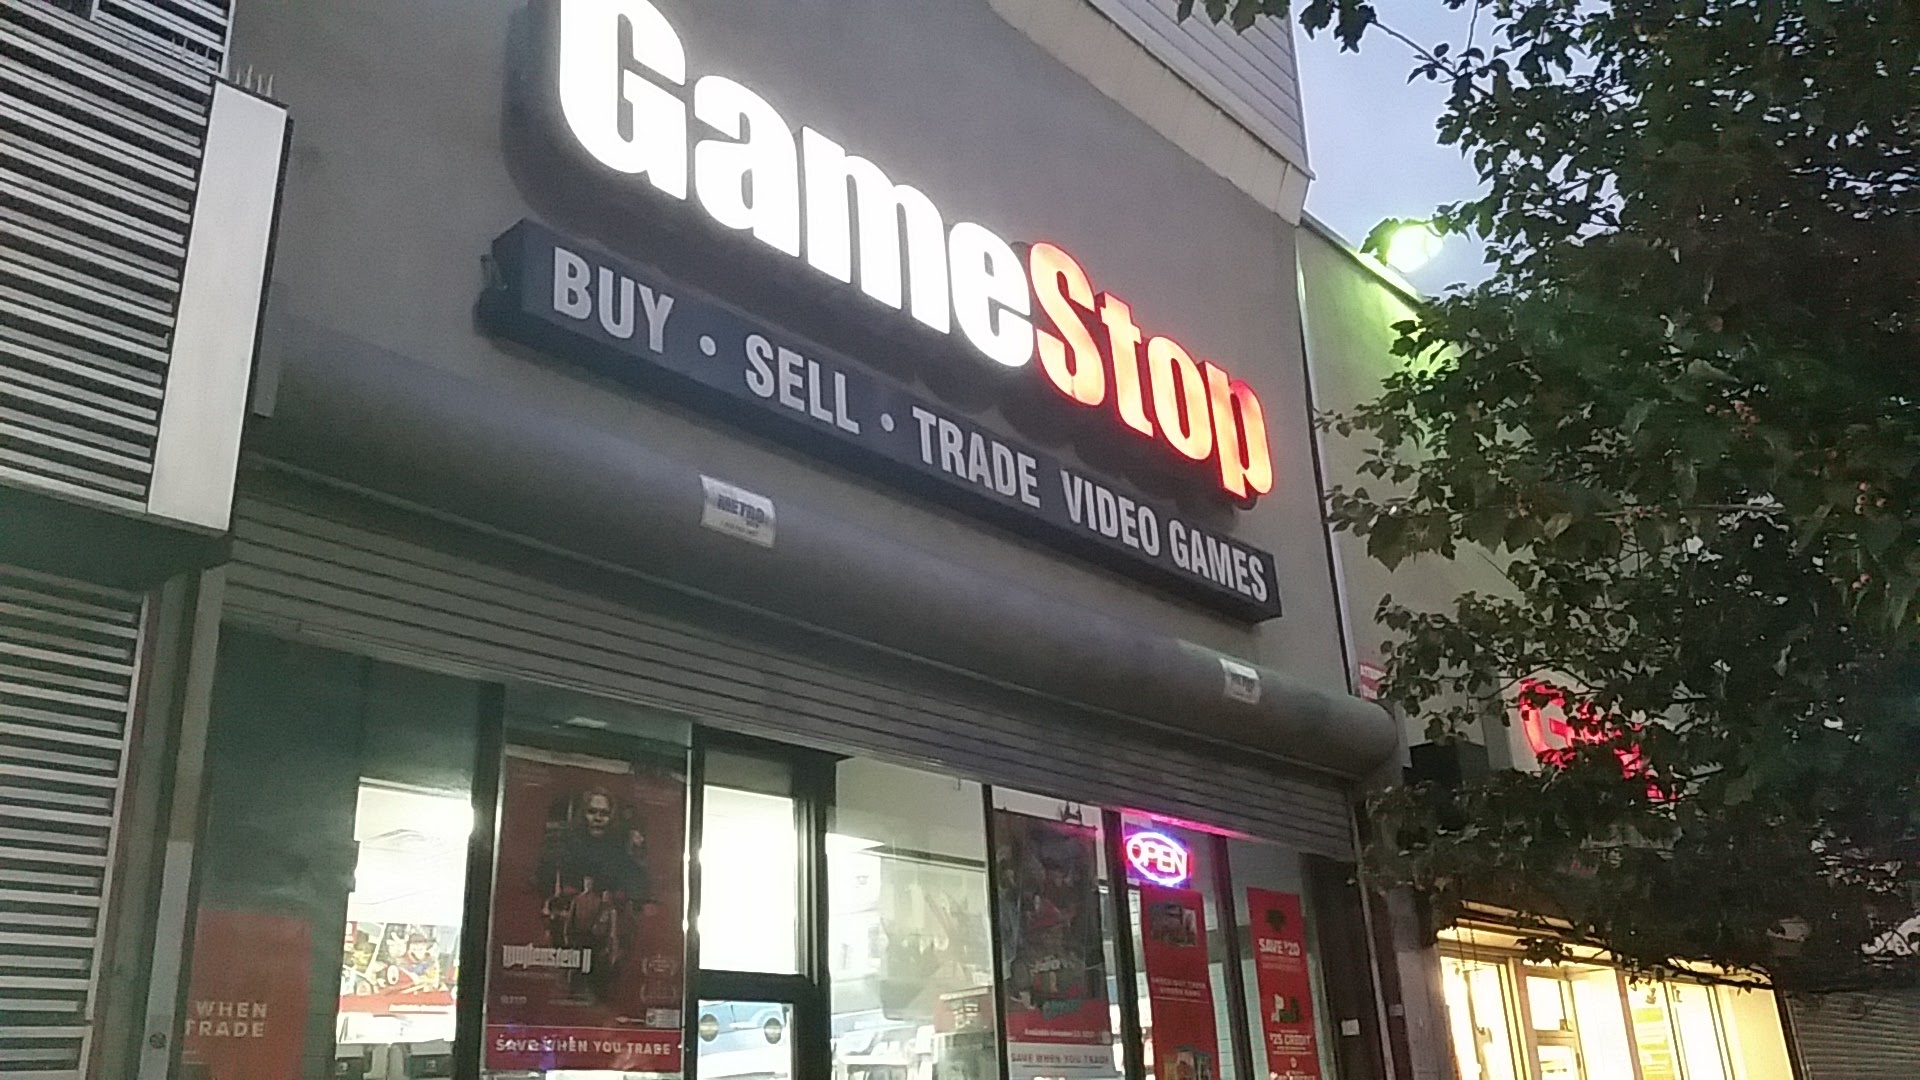 GameStop
BUY · SELL · TRADE VIDEO GAMES
METRO
OPEN
Wolfenstein II
SAVE WHEN YOU TRADE
WHEN
TRADE
SAVE WHEN YOU TRADE
SAVE $20
$25 CREDIT